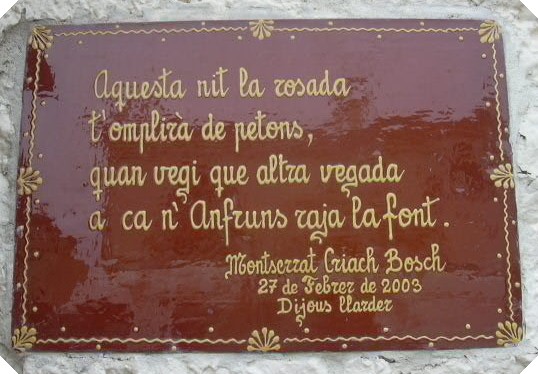 Aquesta nit la rosada
t'omplirà de petons,
quan vegi que altra vegada
a ca n'Anfruns raja la font.
Montserrat Criach Bosch
27 de Febrer de 2003
Dijous llarder